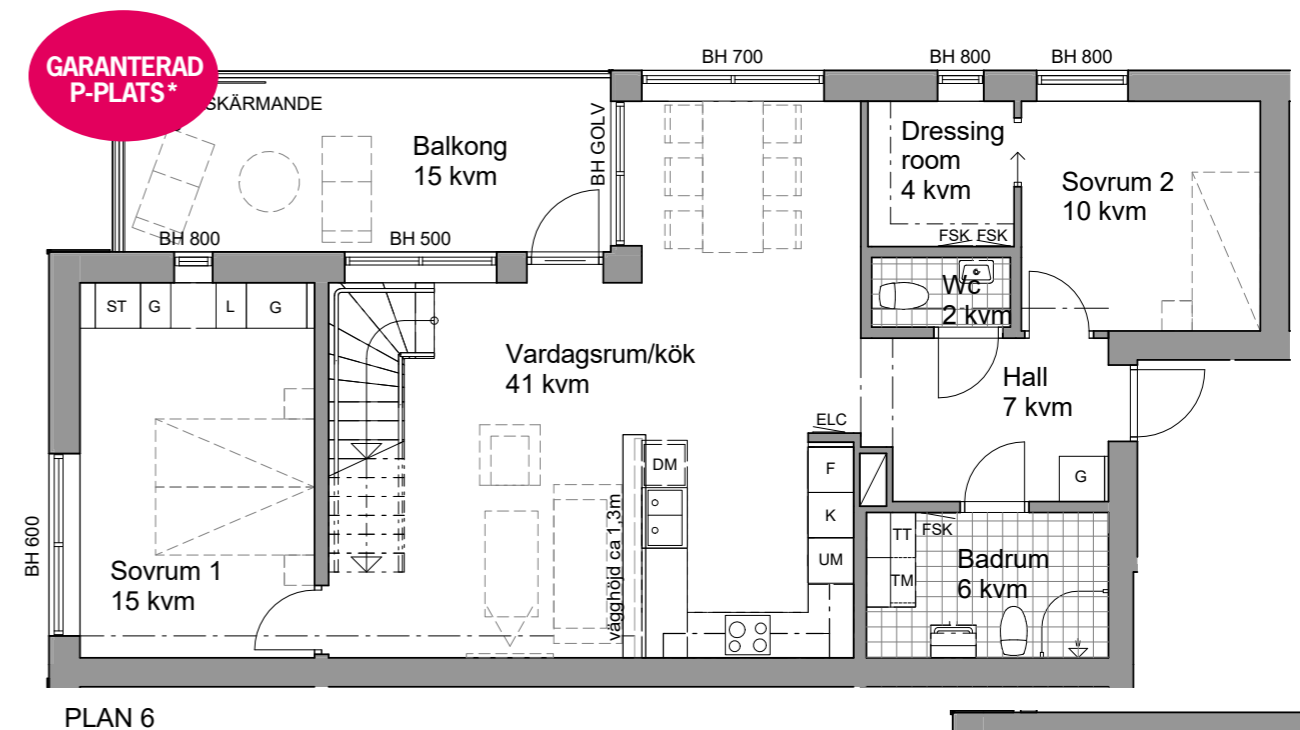 GARANTERAD
P-PLATS*
SKÄRMANDE
BH 700
BH 800
BH 800
Balkong
15 kvm
BH GOLV
Dressing
room
4 kvm
Sovrum 2
10 kvm
FSK FSK
BH 800
BH 500
Wc
2 kvm
ST
G
L
G
Vardagsrum/kök
41 kvm
Hall
7 kvm
ELC
DM
F
K
UM
G
BH 600
vägghöjd ca 1,3m
TT
FSK
TM
Badrum
6 kvm
Sovrum 1
15 kvm
PLAN 6